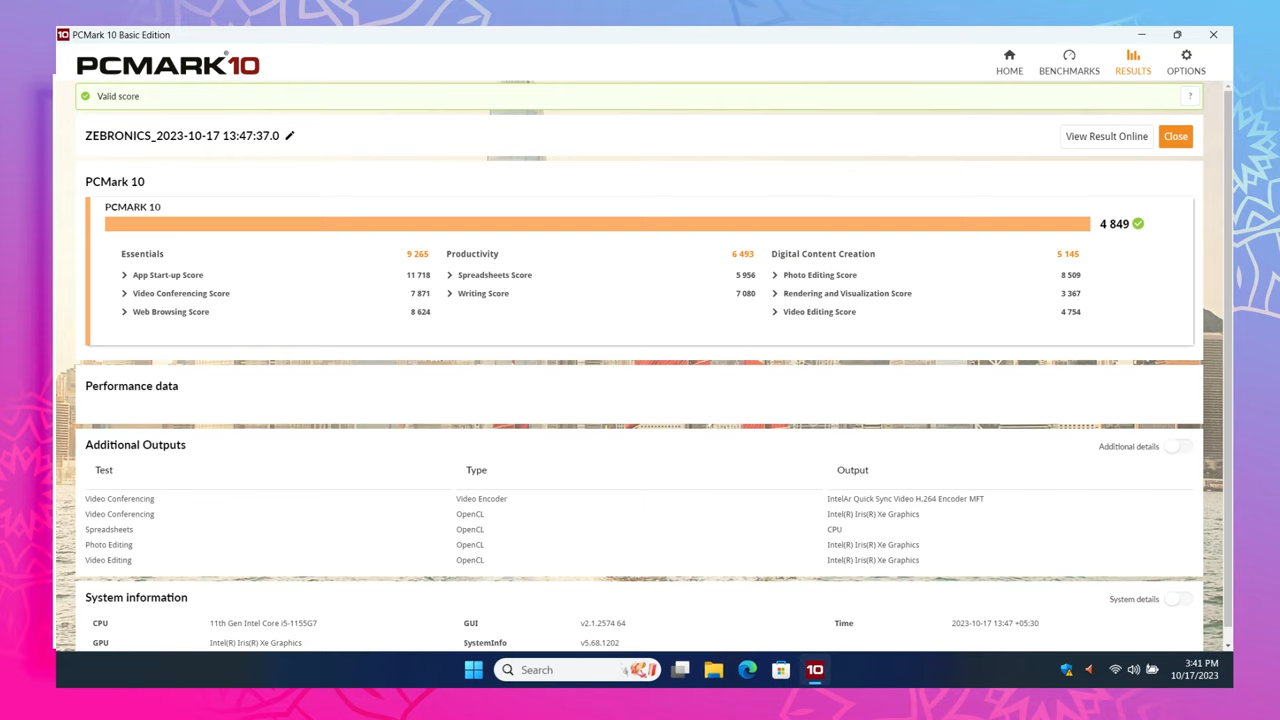 10 PCMark 10 Basic Edition
PCMARK®10
HOME BENCHMARKS RESULTS OPTIONS
Valid score ?
ZEBRONICS_2023-10-17 13:47:37.0 View Result Online Close
PCMark 10
PCMARK 10
4 849
Essentials 9 265 Productivity 6 493 Digital Content Creation 5 145
App Start-up Score 11 718 Spreadsheets Score 5 956 Photo Editing Score 8 509
Video Conferencing Score 7 871 Writing Score 7 080 Rendering and Visualization Score 3 367
Web Browsing Score 8 624 Video Editing Score 4 754
Performance data
Additional Outputs Additional details
Test Type Output
Video Conferencing Video Encoder IntelAr Quick Sync Video H.264 Encoder MFT
Video Conferencing OpenCL Intel(R) Iris(R) Xe Graphics
Spreadsheets OpenCL CPU
Photo Editing OpenCL Intel(R) Iris(R) Xe Graphics
Video Editing OpenCL Intel(R) Iris(R) Xe Graphics
System information System details
CPU 11th Gen Intel Core i5-1155G7 GUI v2.1.2574 64 Time 2023-10-17 13:47 +05:30
GPU Intel(R) Iris(R) Xe Graphics SystemInfo v5.68.1202
Search 10 3:41 PM
10/17/2023